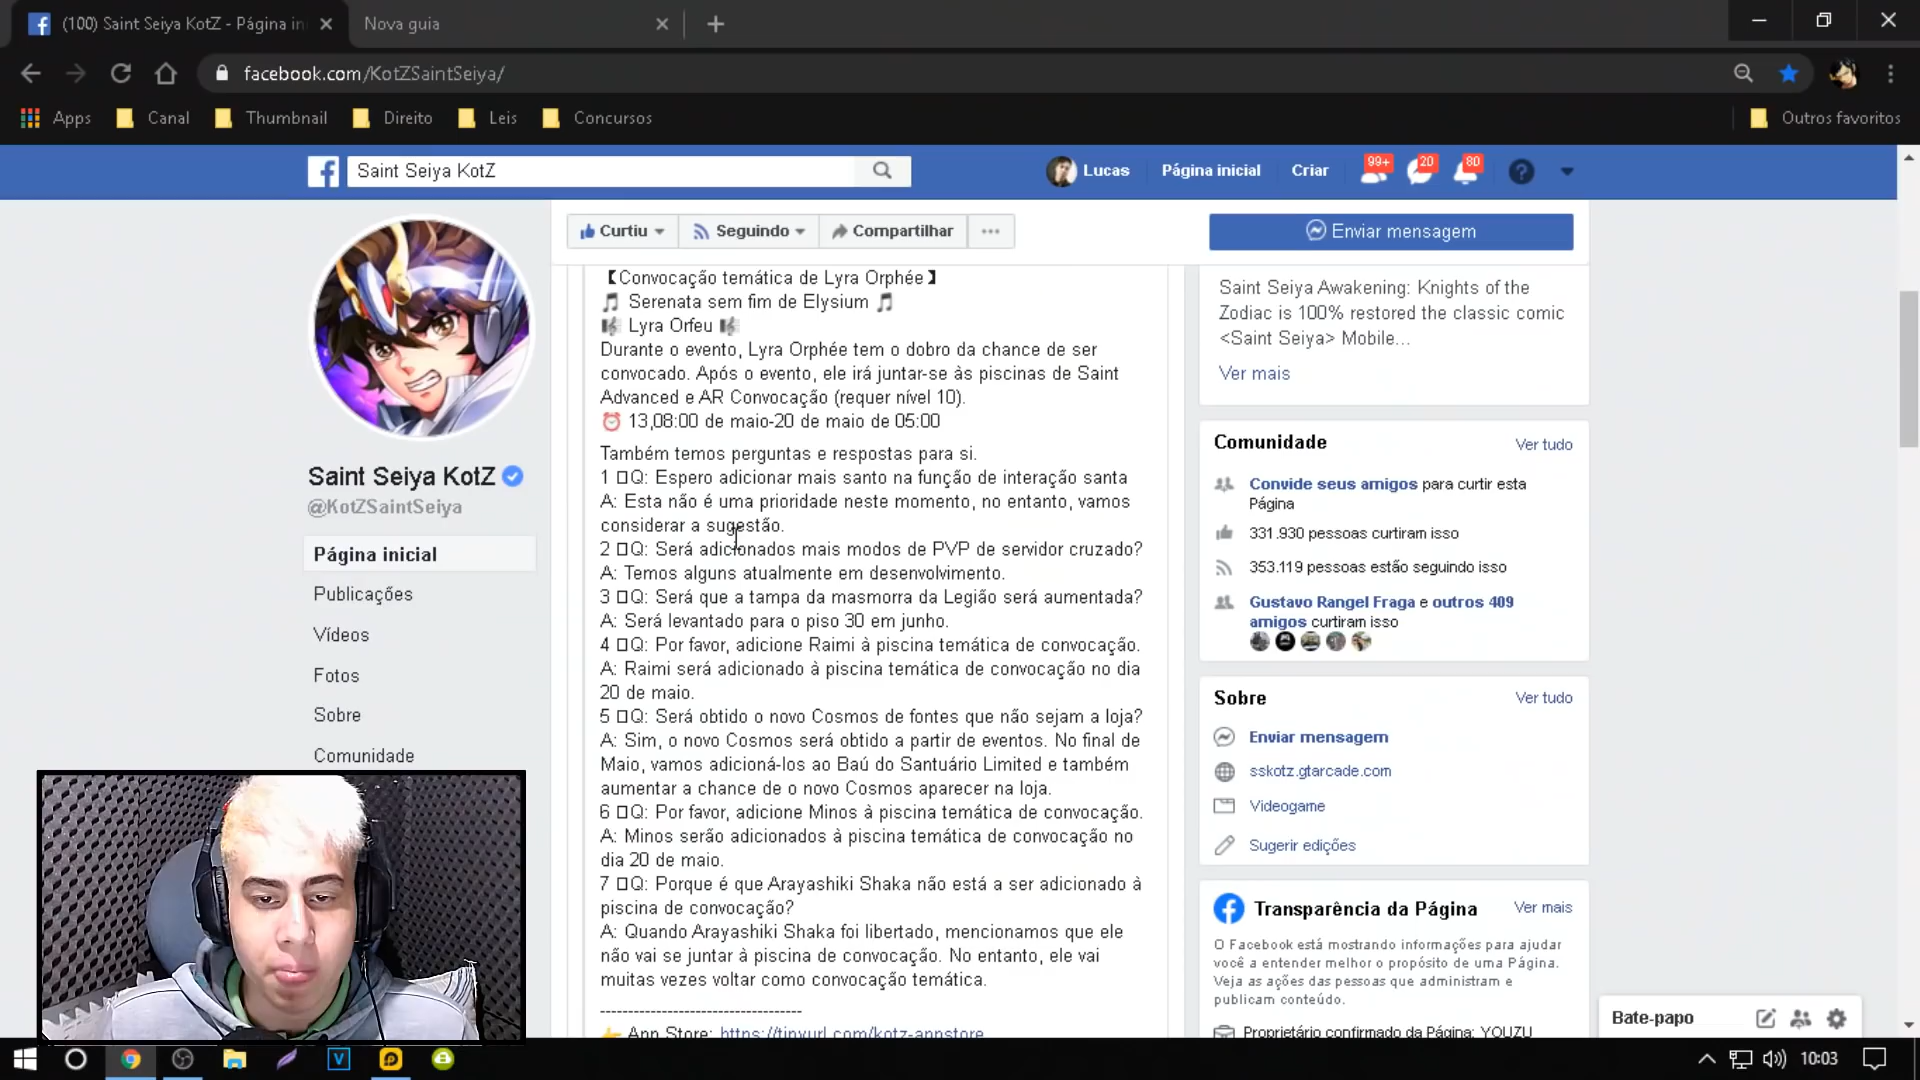 (100) Saint Seiya KotZ - Página in
Nova guia
facebook.com/KotZSaintSeiya/
Apps
Canal
Thumbnail
Direito
Leis
Concursos
Outros favoritos
Saint Seiya KotZ
Lucas
Página inicial
Criar
99+
20
80
Curtiu
Seguindo
Compartilhar
Enviar mensagem
Saint Seiya KotZ
@KotZSaintSeiya
Página inicial
Publicações
Vídeos
Fotos
Sobre
Comunidade
【Convocação temática de Lyra Orphée】
🎵 Serenata sem fim de Elysium 🎵
🎼 Lyra Orfeu 🎼
Durante o evento, Lyra Orphée tem o dobro da chance de ser
convocado. Após o evento, ele irá juntar-se às piscinas de Saint
Advanced e AR Convocação (requer nível 10).
⏰ 13,08:00 de maio-20 de maio de 05:00
Também temos perguntas e respostas para si.
1 Q: Espero adicionar mais santo na função de interação santa
A: Esta não é uma prioridade neste momento, no entanto, vamos
considerar a sugestão.
2 Q: Será adicionados mais modos de PVP de servidor cruzado?
A: Temos alguns atualmente em desenvolvimento.
3 Q: Será que a tampa da masmorra da Legião será aumentada?
A: Será levantado para o piso 30 em junho.
4 Q: Por favor, adicione Raimi à piscina temática de convocação.
A: Raimi será adicionado à piscina temática de convocação no dia
20 de maio.
5 Q: Será obtido o novo Cosmos de fontes que não sejam a loja?
A: Sim, o novo Cosmos será obtido a partir de eventos. No final de
Maio, vamos adicioná-los ao Baú do Santuário Limited e também
aumentar a chance de o novo Cosmos aparecer na loja.
6 Q: Por favor, adicione Minos à piscina temática de convocação.
A: Minos serão adicionados à piscina temática de convocação no
dia 20 de maio.
7 Q: Porque é que Arayashiki Shaka não está a ser adicionado à
piscina de convocação?
A: Quando Arayashiki Shaka foi libertado, mencionamos que ele
não vai se juntar à piscina de convocação. No entanto, ele vai
muitas vezes voltar como convocação temática.
------------------------------------
👉 App Store: https://tinyurl.com/kotz-appstore
Saint Seiya Awakening: Knights of the
Zodiac is 100% restored the classic comic
<Saint Seiya> Mobile...
Ver mais
Comunidade
Ver tudo
Convide seus amigos para curtir esta
Página
331.930 pessoas curtiram isso
353.119 pessoas estão seguindo isso
Gustavo Rangel Fraga e outros 409
amigos curtiram isso
Sobre
Ver tudo
Enviar mensagem
sskotz.gtarcade.com
Videogame
Sugerir edições
Transparência da Página
Ver mais
O Facebook está mostrando informações para ajudar
você a entender melhor o propósito de uma Página.
Veja as ações das pessoas que administram e
publicam conteúdo.
Proprietário confirmado da Página: YOUZU
Bate-papo
10:03